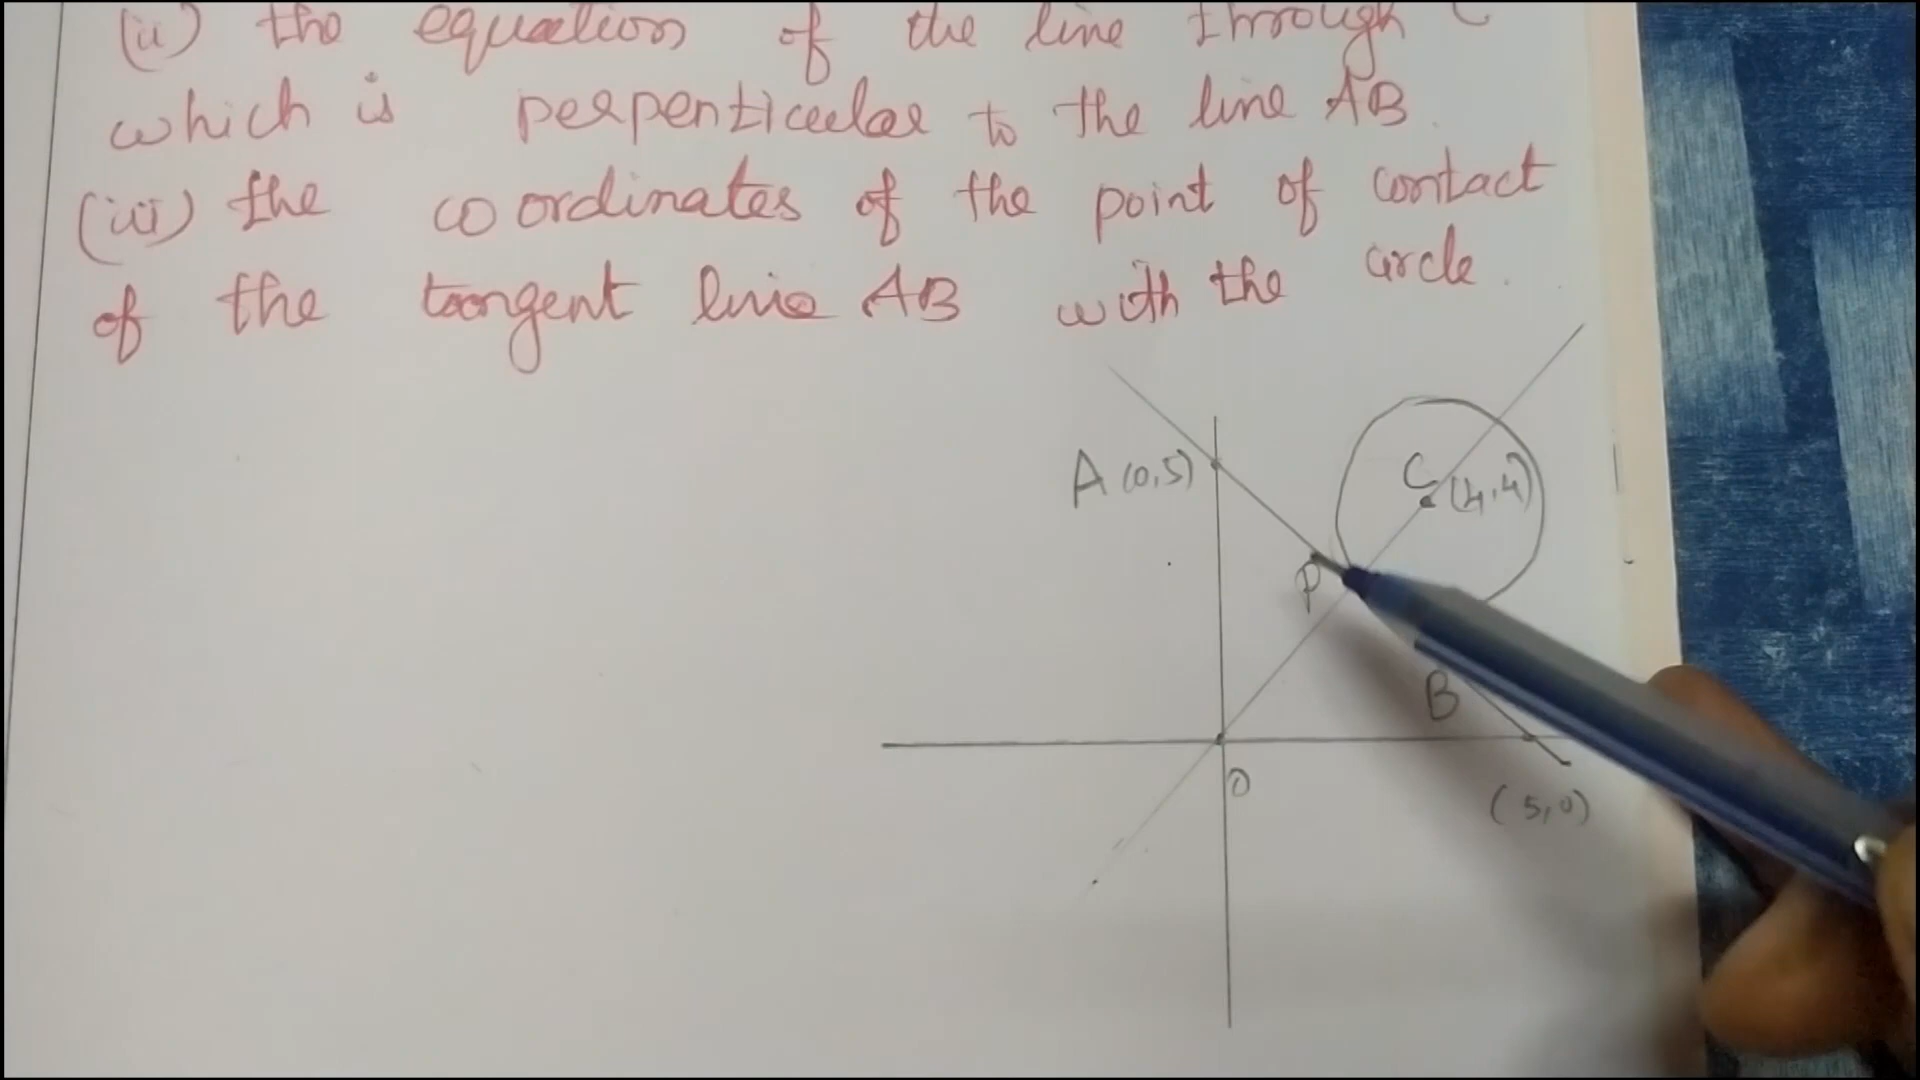 (ii) the equation of the line through C
which is perpenticular to the line AB.
(iii) the coordinates of the point of contact
of the tangent line AB with the circle.
A (0,5)
C (4,4)
P
B
O
(5,0)